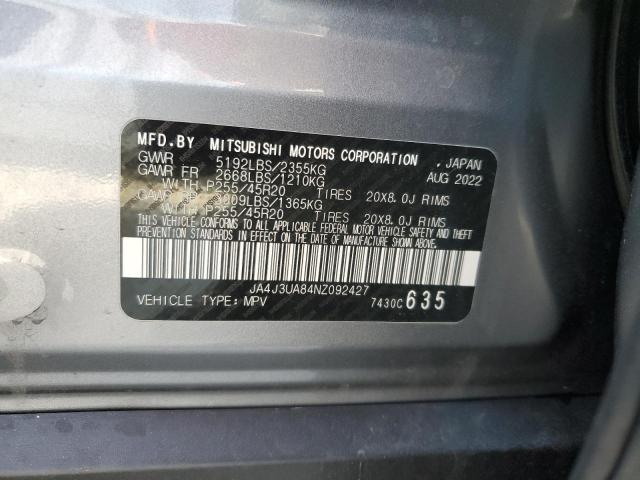 MFD.BY MITSUBISHI MOTORS CORPORATION , JAPAN
GVWR 5192LBS/2355KG AUG 2022
GAWR FR 2668LBS/1210KG
WITH P255/45R20 TIRES 20X8.0J RIMS
GAWR 3009LBS/1365KG
WITH P255/45R20 TIRES 20X8.0J RIMS
THIS VEHICLE CONFORMS TO ALL APPLICABLE FEDERAL MOTOR VEHICLE SAFETY AND THEFT
PREVENTION STANDARDS IN EFFECT ON THE DATE OF MANUFACTURE SHOWN ABOVE.
JA4J3UA84NZ092427
VEHICLE TYPE: MPV 7430C 635